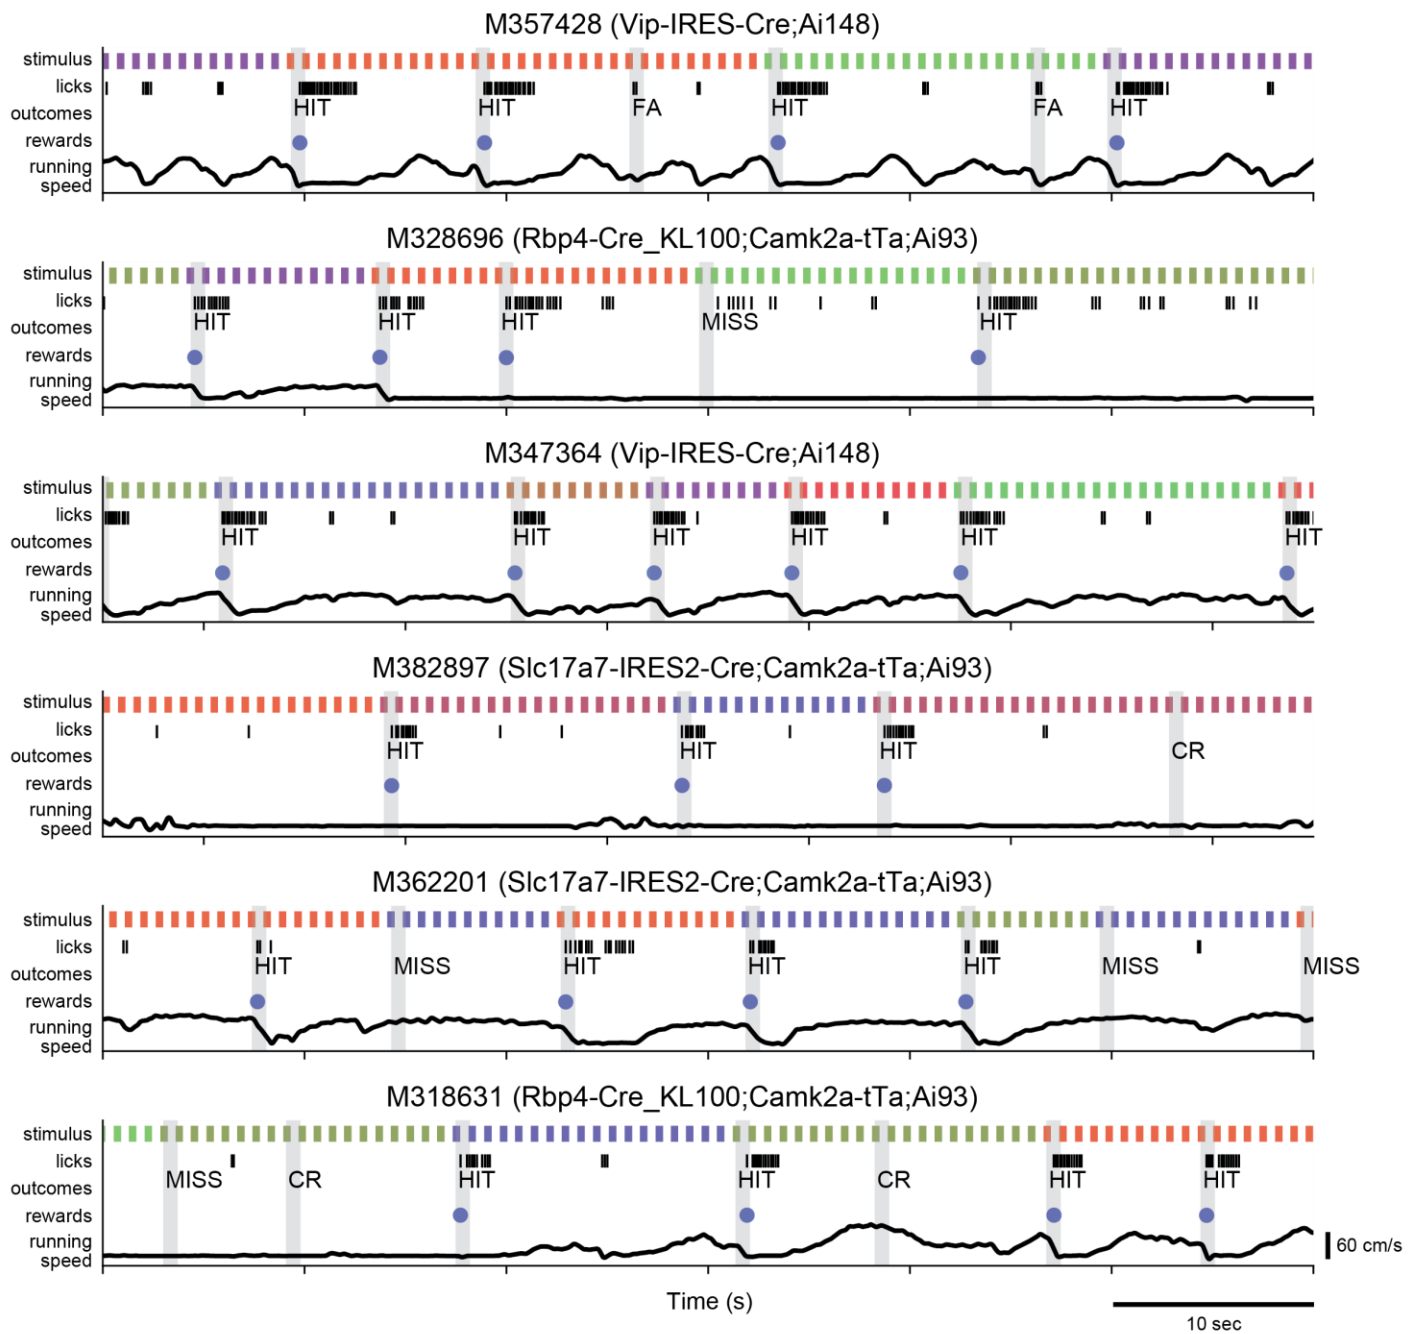 M357428 (Vip-IRES-Cre;Ai148)
stimulus
licks
HIT HIT FA HIT FA HIT
outcomes
rewards
running
speed
M328696 (Rbp4-Cre_KL100;Camk2a-tTa;Ai93)
stimulus
licks
HIT HIT HIT MISS HIT
outcomes
rewards
running
speed
M347364 (Vip-IRES-Cre;Ai148)
stimulus
licks
HIT HIT HIT HIT HIT HIT
outcomes
rewards
running
speed
M382897 (Slc17a7-IRES2-Cre;Camk2a-tTa;Ai93)
stimulus
licks
HIT HIT HIT CR
outcomes
rewards
running
speed
M362201 (Slc17a7-IRES2-Cre;Camk2a-tTa;Ai93)
stimulus
licks
HIT MISS HIT HIT HIT MISS MISS
outcomes
rewards
running
speed
M318631 (Rbp4-Cre_KL100;Camk2a-tTa;Ai93)
stimulus
licks
MISS CR HIT HIT CR HIT HIT
outcomes
rewards
running
speed
60 cm/s
Time (s)
10 sec